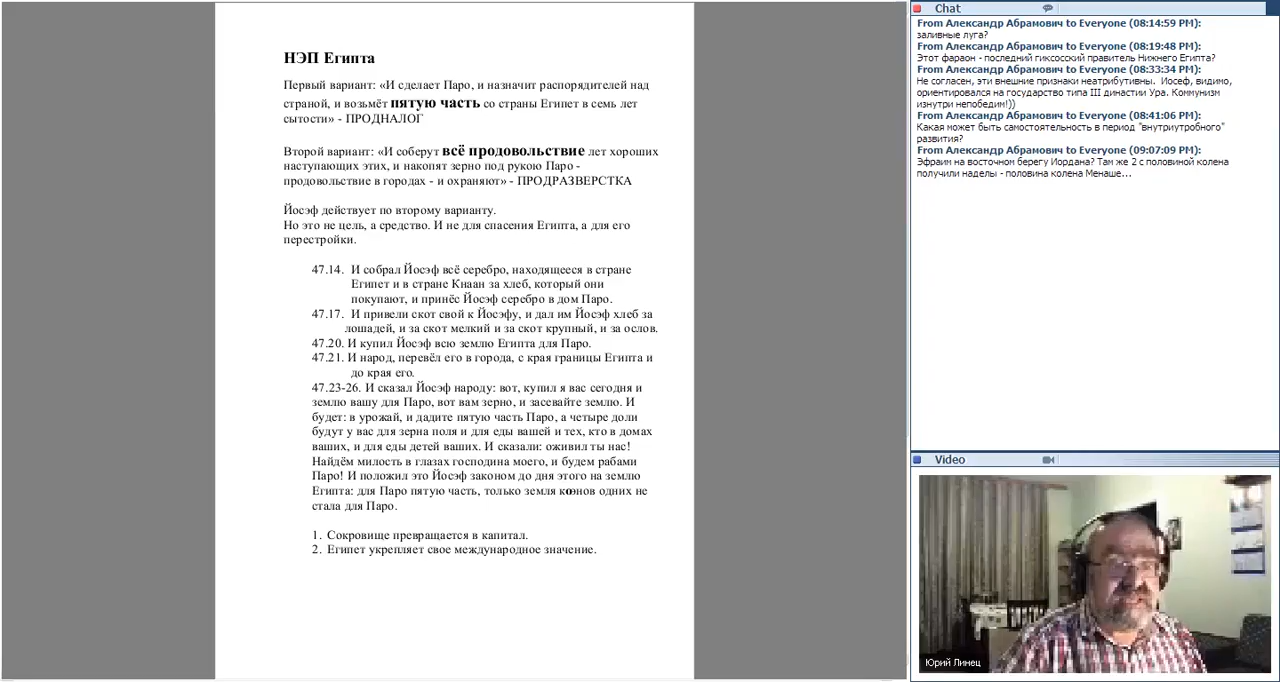 НЭП Египта
Первый вариант: «И сделает Паро, и назначит распорядителей над
страной, и возьмёт пятую часть со страны Египет в семь лет
сытости» - ПРОДНАЛОГ
Второй вариант: «И соберут всё продовольствие лет хороших
наступающих этих, и накопят зерно под рукою Паро -
продовольствие в городах - и охраняют» - ПРОДРАЗВЕРСТКА
Йосэф действует по второму варианту.
Но это не цель, а средство. И не для спасения Египта, а для его
перестройки.
47.14. И собрал Йосэф всё серебро, находящееся в стране
Египет и в стране Кнаан за хлеб, который они
покупают, и принёс Йосэф серебро в дом Паро.
47.17. И привели скот свой к Йосэфу, и дал им Йосэф хлеб за
лошадей, и за скот мелкий и за скот крупный, и за ослов.
47.20. И купил Йосэф всю землю Египта для Паро.
47.21. И народ, перевёл его в города, с края границы Египта и
до края его.
47.23-26. И сказал Йосэф народу: вот, купил я вас сегодня и
землю вашу для Паро, вот вам зерно, и засевайте землю. И
будет: в урожай, и дадите пятую часть Паро, а четыре доли
будут у вас для зерна поля и для еды вашей и тех, кто в домах
ваших, и для еды детей ваших. И сказали: оживил ты нас!
Найдём милость в глазах господина моего, и будем рабами
Паро! И положил это Йосэф законом до дня этого на землю
Египта: для Паро пятую часть, только земля коэнов одних не
стала для Паро.
1. Сокровище превращается в капитал.
2. Египет укрепляет свое международное значение.
Chat
From Александр Абрамович to Everyone (08:14:59 PM):
заливные луга?
From Александр Абрамович to Everyone (08:19:48 PM):
Этот фараон - последний гиксосский правитель Нижнего Египта?
From Александр Абрамович to Everyone (08:33:34 PM):
Не согласен, эти внешние признаки неатрибутивны. Иосеф, видимо,
ориентировался на государство типа III династии Ура. Коммунизм
изнутри непобедим!))
From Александр Абрамович to Everyone (08:41:06 PM):
Какая может быть самостоятельность в период "внутриутробного"
развития?
From Александр Абрамович to Everyone (09:07:09 PM):
Эфраин на восточном берегу Иордана? Там же 2 с половиной колена
получили наделы - половина колена Менаше...
Video
Юрий Линец